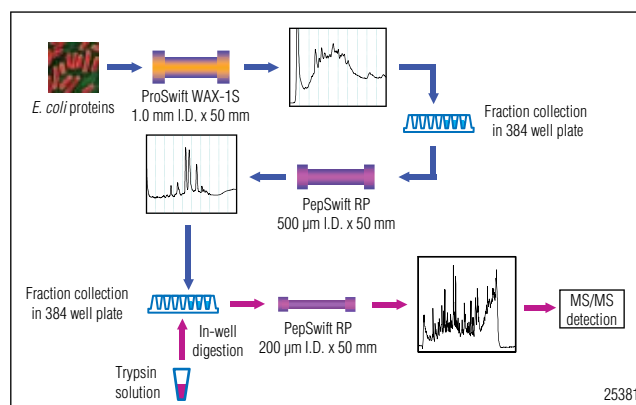 E. coli proteins
ProSwift WAX-1S
1.0 mm I.D. x 50 mm
Fraction collection
in 384 well plate
PepSwift RP
500 µm I.D. x 50 mm
Fraction collection
in 384 well plate
In-well
digestion
PepSwift RP
200 µm I.D. x 50 mm
MS/MS
detection
Trypsin
solution
25381